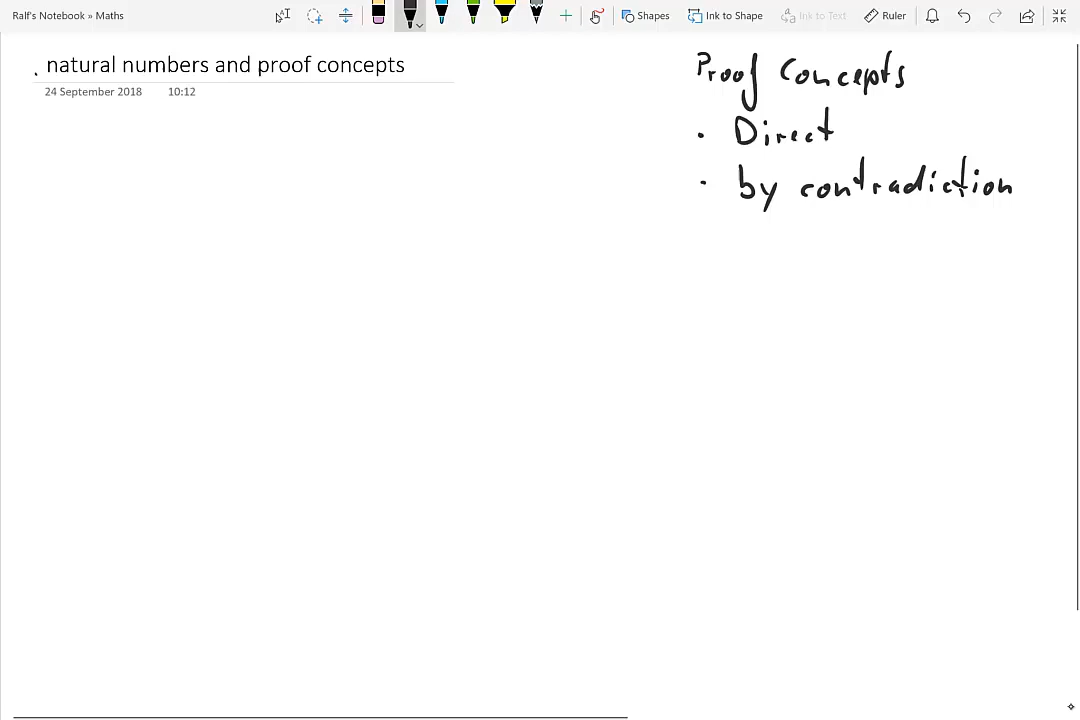 Ralf's Notebook » Maths
Shapes
Ink to Shape
Ink to Text
Ruler
natural numbers and proof concepts
24 September 2018 10:12
Proof Concepts
· Direct
· by contradiction